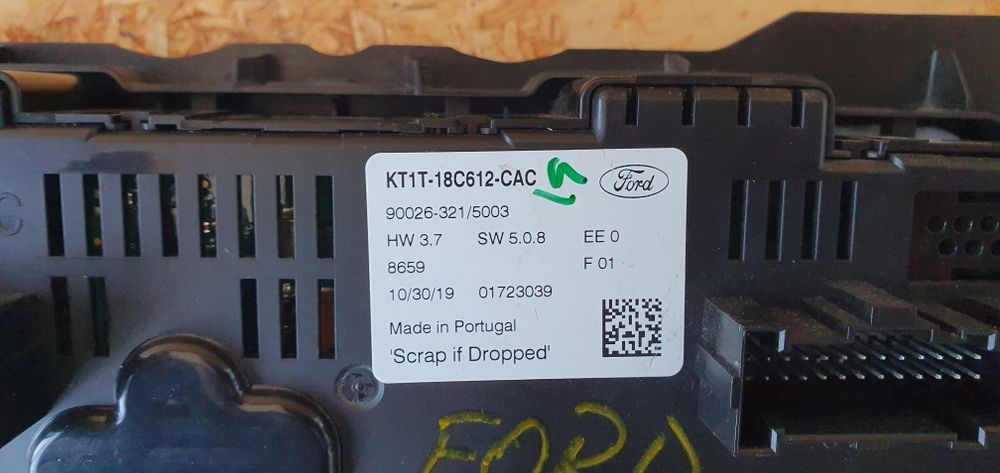 KT1T-18C612-CAC
Ford
90026-321/5003
HW 3.7 SW 5.0.8 EE 0
8659 F 01
10/30/19 01723039
Made in Portugal
'Scrap if Dropped'
FORD